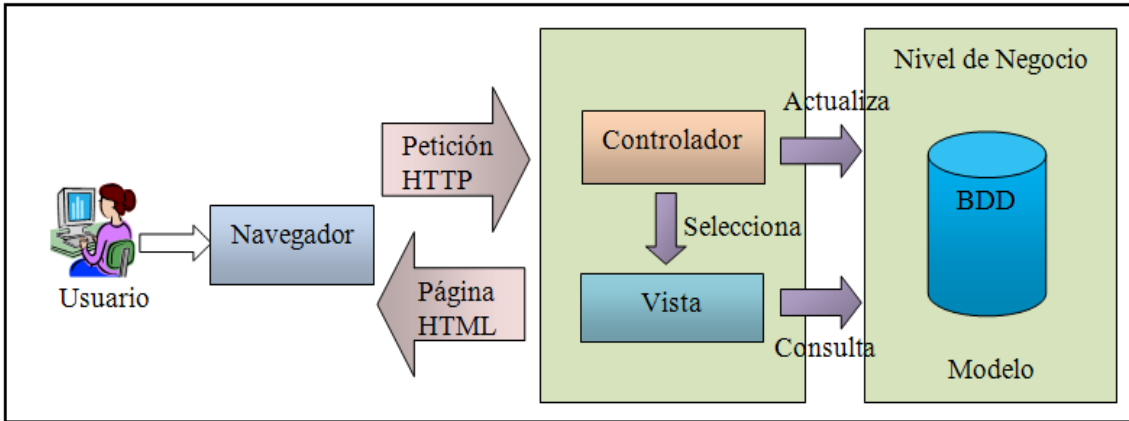 Usuario
Navegador
Petición
HTTP
Página
HTML
Controlador
Selecciona
Vista
Actualiza
Consulta
Nivel de Negocio
BDD
Modelo